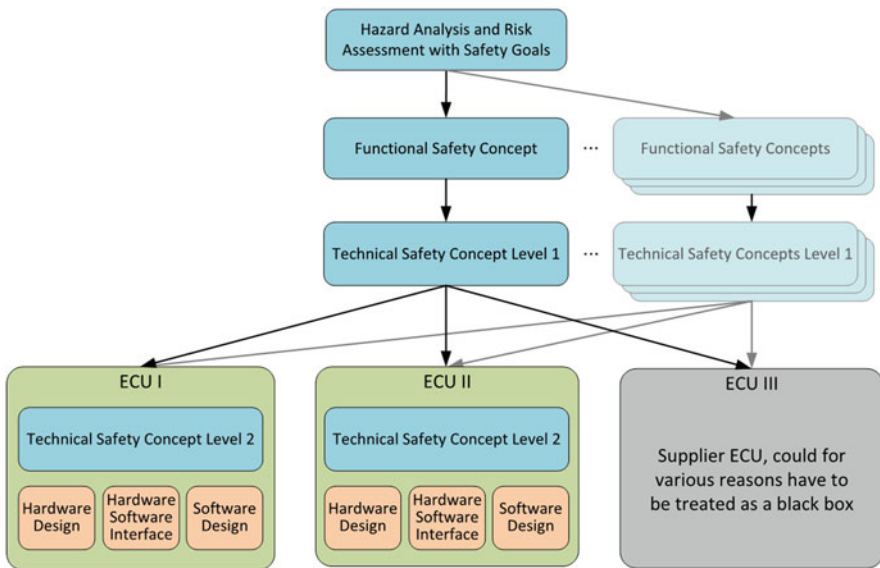 Hazard Analysis and Risk
Assessment with Safety Goals
Functional Safety Concept
...
Functional Safety Concepts
Technical Safety Concept Level 1
...
Technical Safety Concepts Level 1
ECU I
Technical Safety Concept Level 2
Hardware
Design
Hardware
Software
Interface
Software
Design
ECU II
Technical Safety Concept Level 2
Hardware
Design
Hardware
Software
Interface
Software
Design
ECU III
Supplier ECU, could for
various reasons have to
be treated as a black box